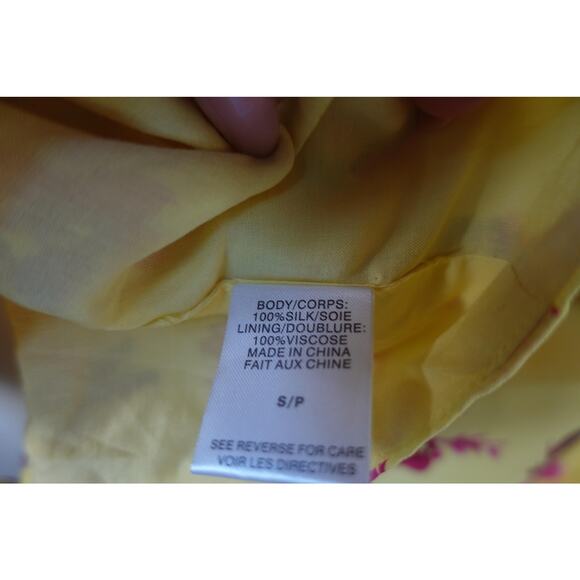 BODY/CORPS:
100%SILK/SOIE
LINING/DOUBLURE:
100%VISCOSE
MADE IN CHINA
FAIT AUX CHINE
S/P
SEE REVERSE FOR CARE
VOIR LES DIRECTIVES